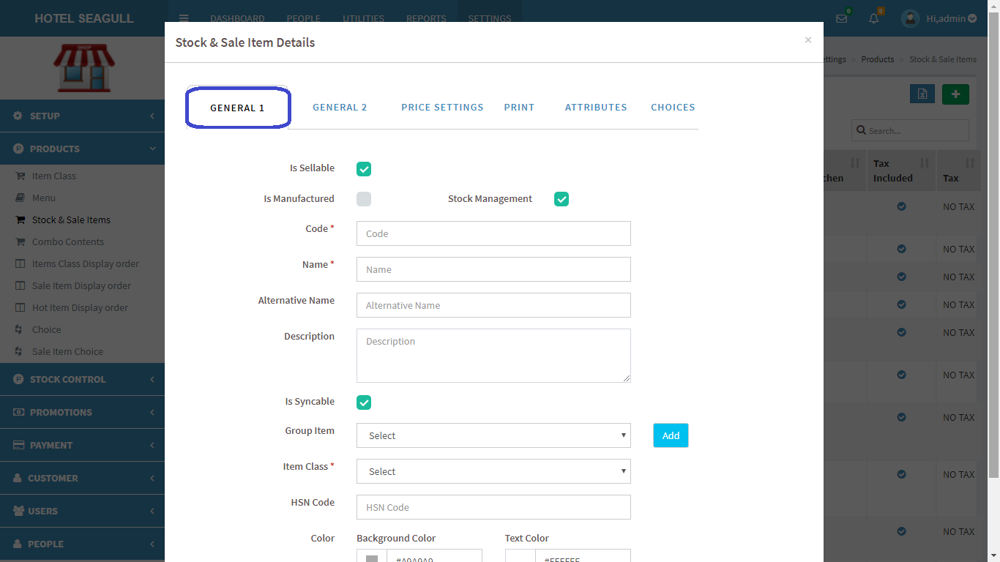 HOTEL SEAGULL
DASHBOARD PEOPLE UTILITIES REPORTS SETTINGS
0 0 Hi,admin
SHOP
SETUP
PRODUCTS
Item Class
Menu
Stock & Sale Items
Combo Contents
Items Class Display order
Sale Item Display order
Hot Item Display order
Choice
Sale Item Choice
STOCK CONTROL
PROMOTIONS
PAYMENT
CUSTOMER
USERS
PEOPLE
Stock & Sale Item Details ×
GENERAL 1 GENERAL 2 PRICE SETTINGS PRINT ATTRIBUTES CHOICES
Is Sellable
Is Manufactured Stock Management
Code * Code
Name * Name
Alternative Name Alternative Name
Description Description
Is Syncable
Group Item Select Add
Item Class * Select
HSN Code HSN Code
Color Background Color Text Color
#A9A9A9 #FFFFFF
ettings > Products > Stock & Sale Items
Search...
chen Tax Included Tax
NO TAX
NO TAX
NO TAX
NO TAX
NO TAX
NO TAX
NO TAX
NO TAX
NO TAX